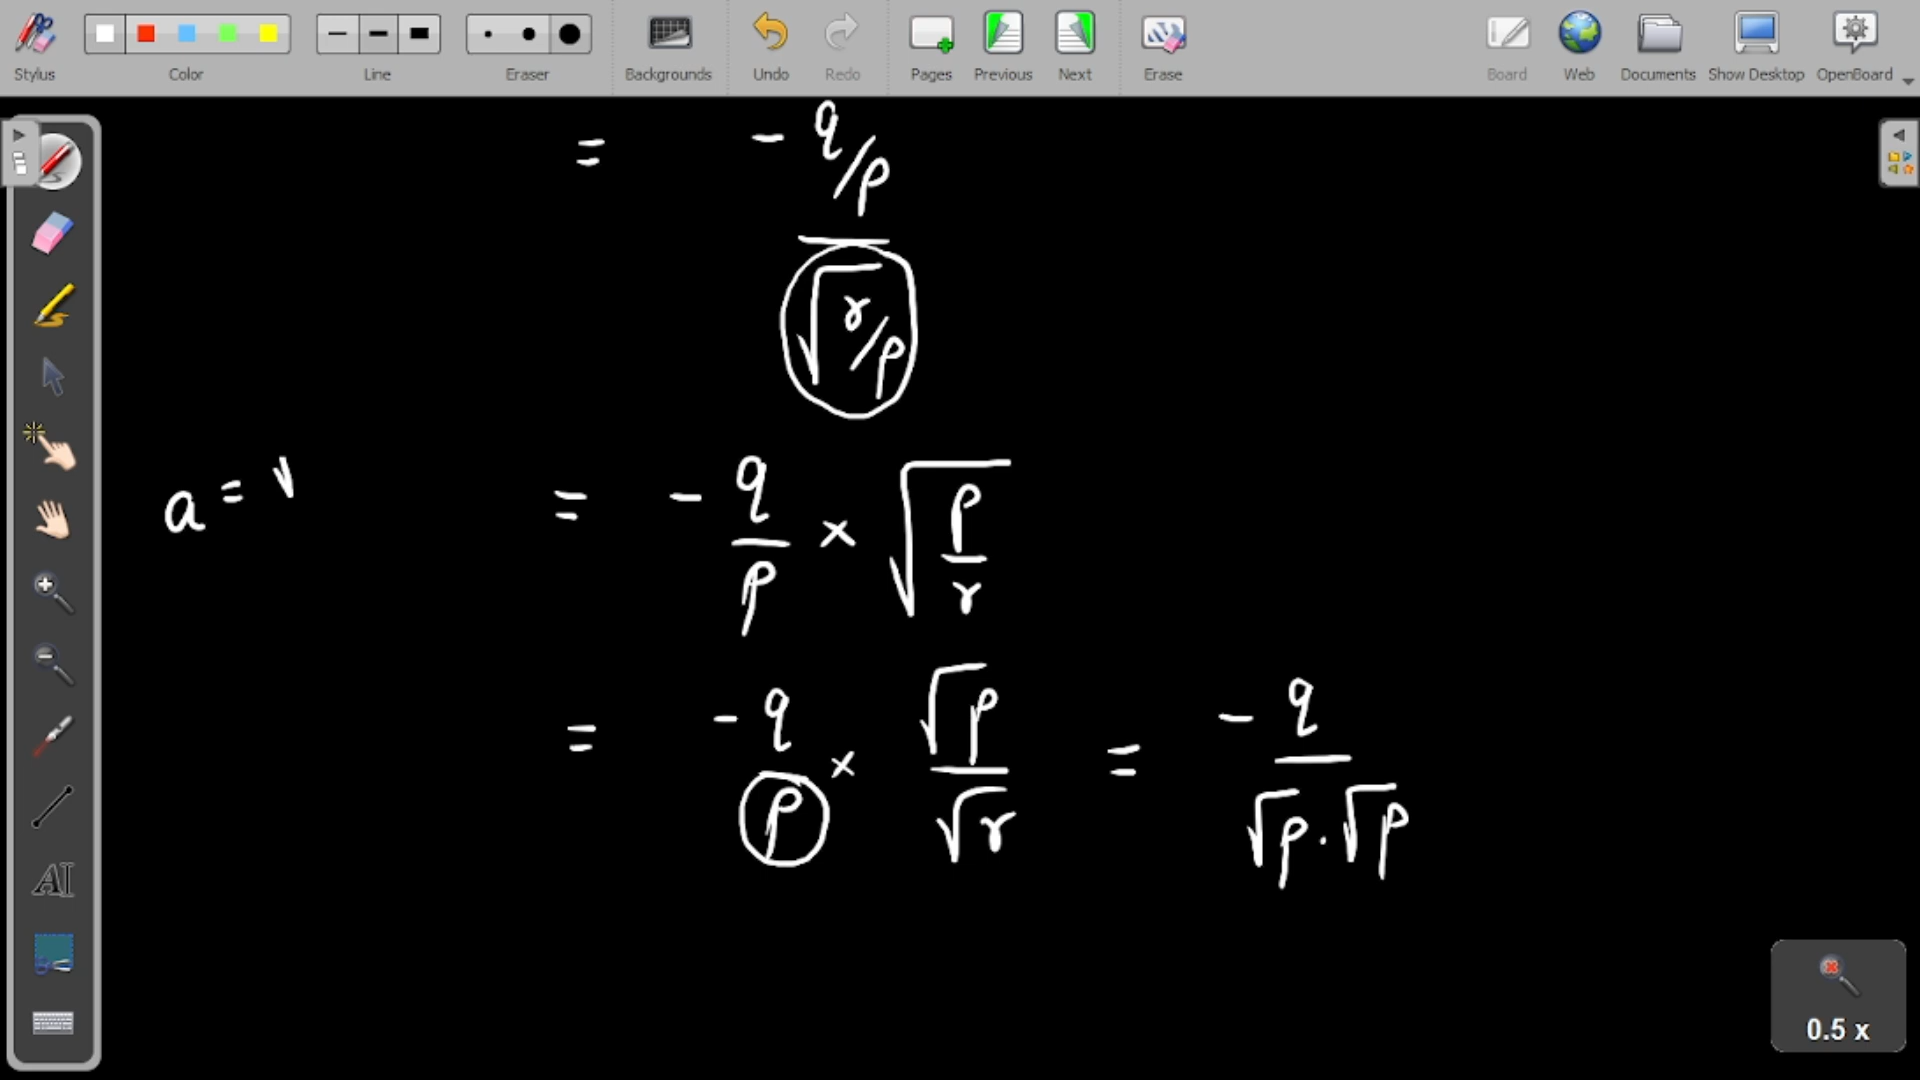 Stylus Color Line Eraser Backgrounds Undo Redo Pages Previous Next Erase Board Web Documents Show Desktop OpenBoard
= - q/p
√r/p
a = √ = - q/p × √p/r
= - q/p × √p/√r = - q/√p.√p
AI
0.5 x